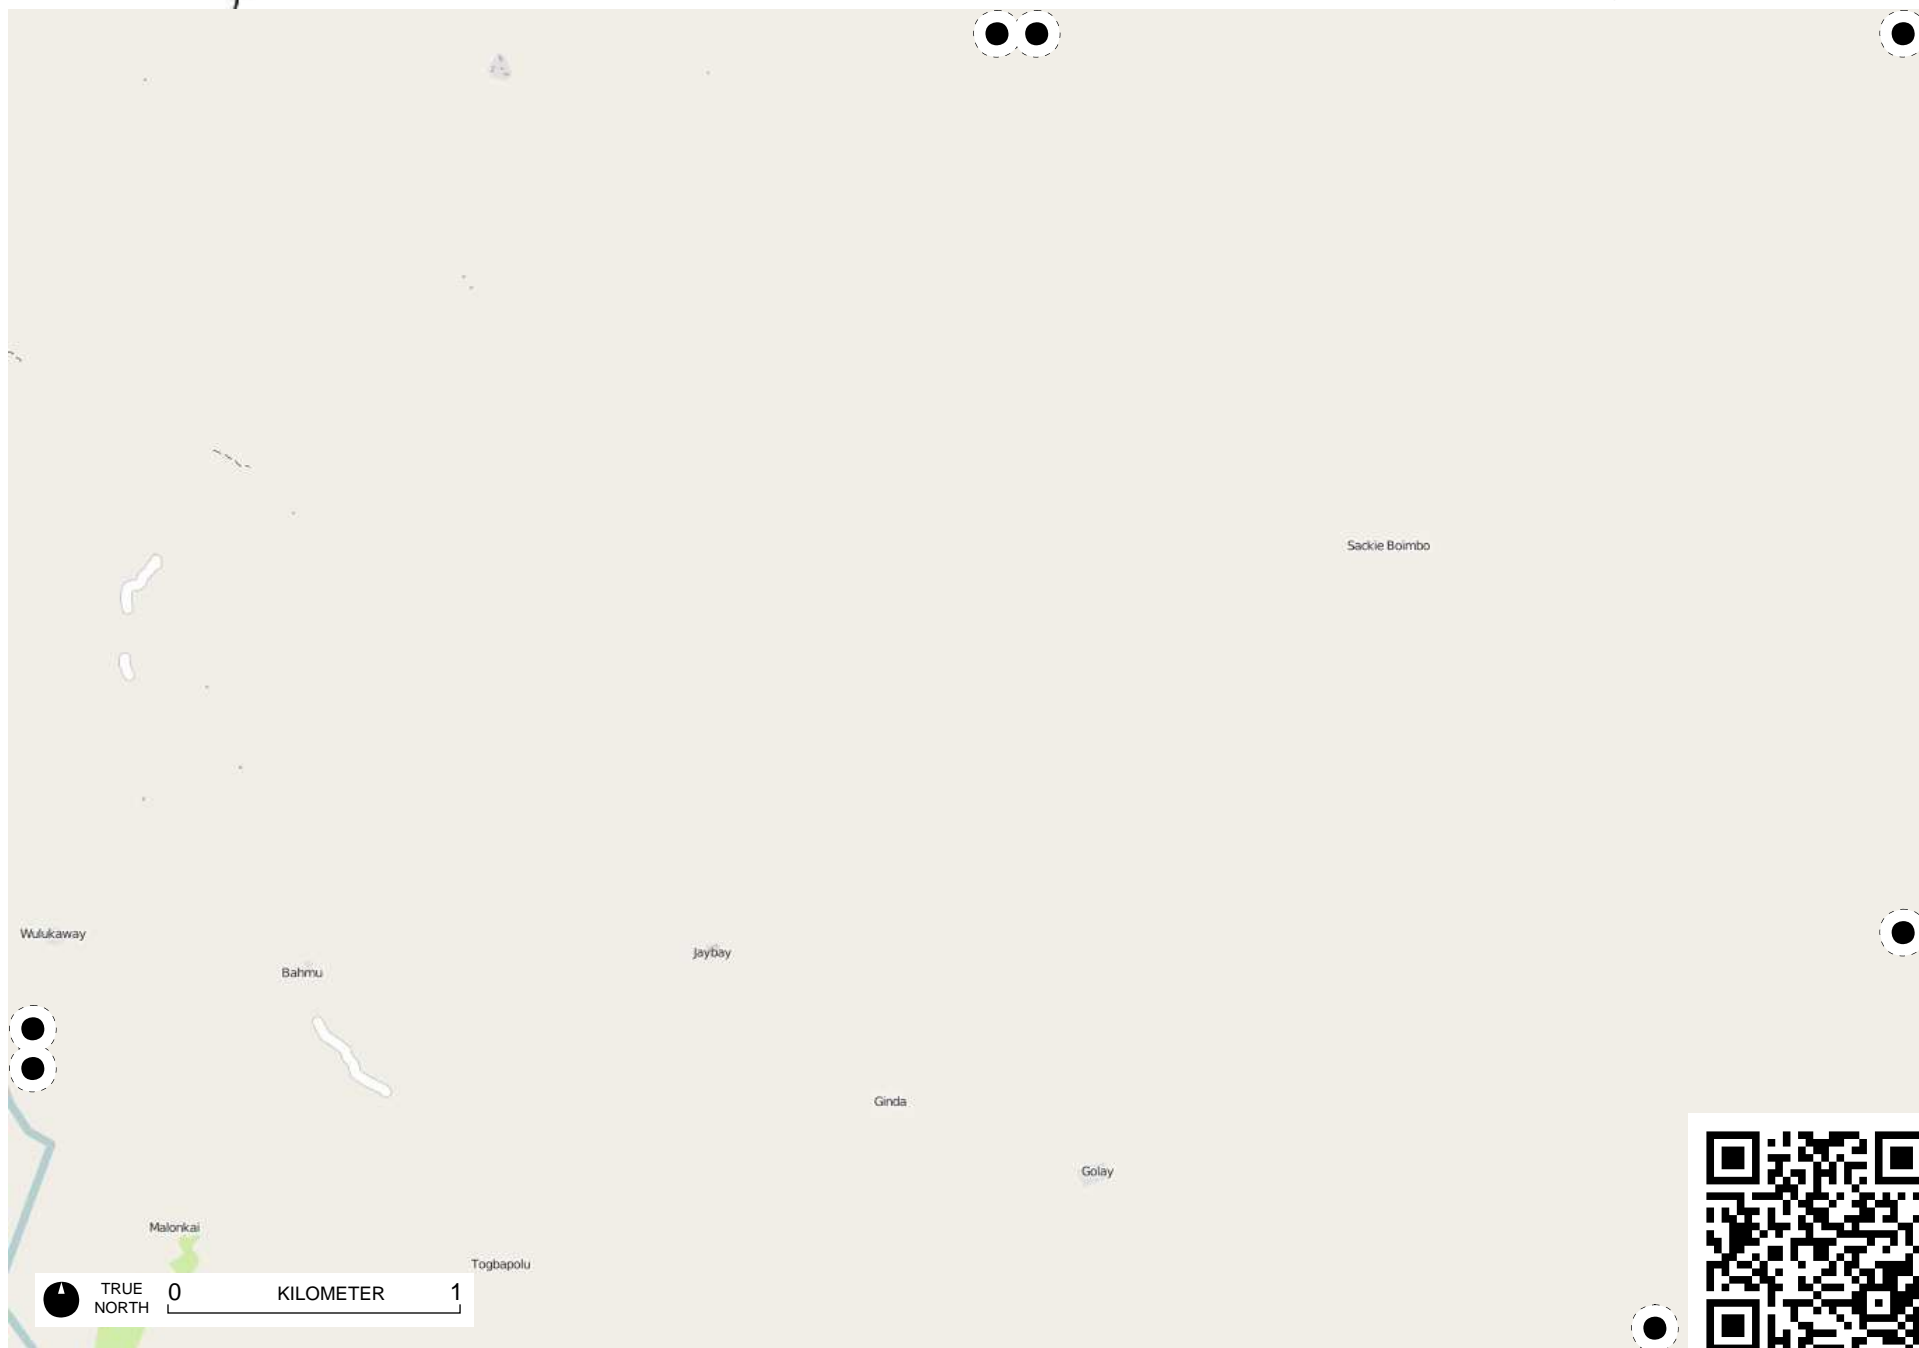 Sackie Boimbo
Wulukaway
Jaybay
Bahmu
Ginda
Golay
Malonkai
Togbapolu
TRUE
NORTH
0 KILOMETER 1